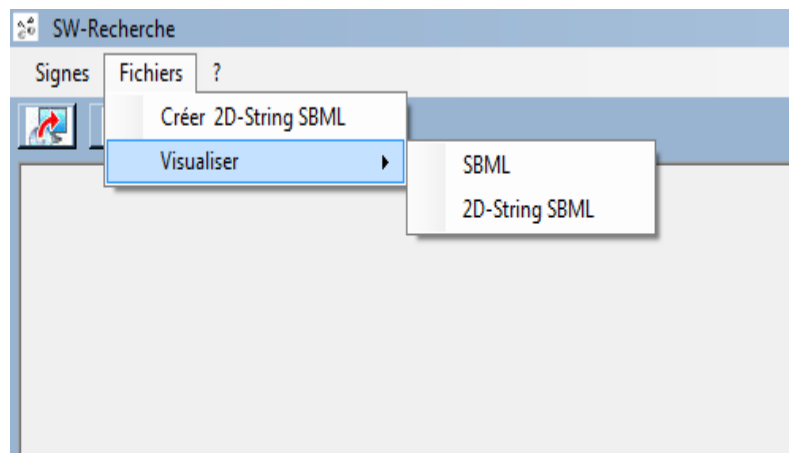 SW-Recherche
Signes Fichiers ?
Créer 2D-String SBML
Visualiser
SBML
2D-String SBML